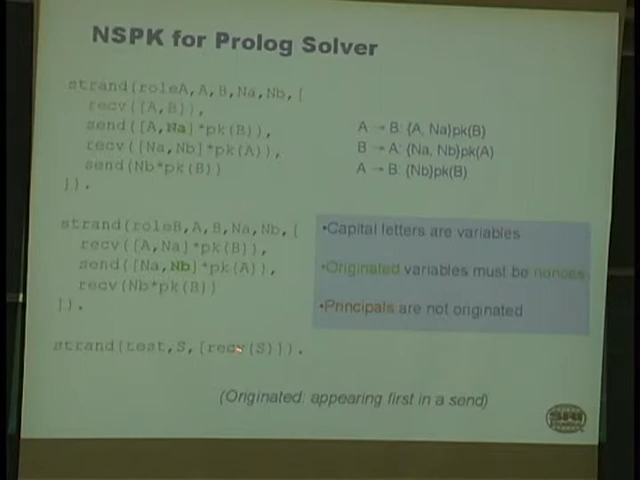 NSPK for Prolog Solver
strand(roleA,A,B,Na,Nb,[
recv([A,B]),
send([A,Na]*pk(B)),
recv([Na,Nb]*pk(A)),
send(Nb*pk(B))
]).
A → B: {A, Na}pk(B)
B → A: {Na, Nb}pk(A)
A → B: {Nb}pk(B)
strand(roleB,A,B,Na,Nb,[
recv([A,Na]*pk(B)),
send([Na,Nb]*pk(A)),
recv(Nb*pk(B))
]).
•Capital letters are variables
•Originated variables must be nonces
•Principals are not originated
strand(test,S,[recv(S)]).
(Originated: appearing first in a send)
SRI